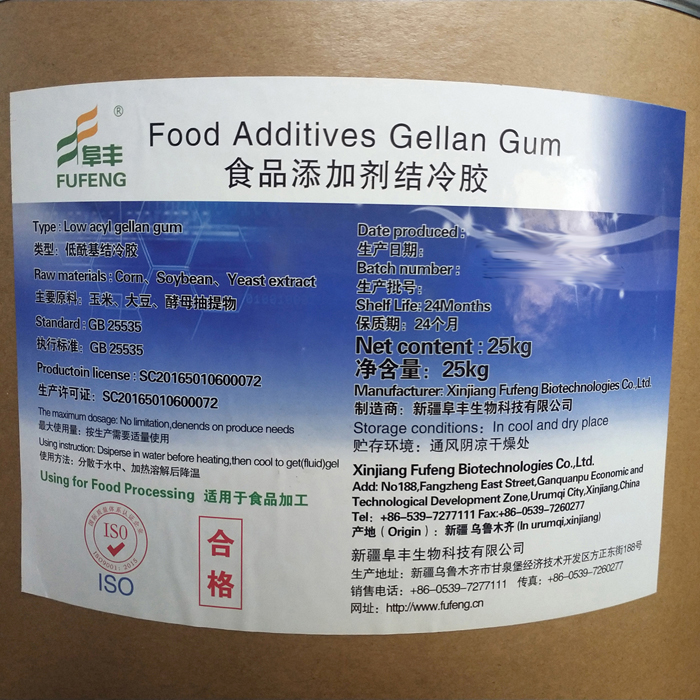 ®
阜丰
FUFENG
Food Additives Gellan Gum
食品添加剂结冷胶
Type : Low acyl gellan gum
类型: 低酰基结冷胶
Raw materials : Corn、Soybean、Yeast extract
主要原料: 玉米、大豆、酵母抽提物
Standard : GB 25535
执行标准: GB 25535
Productoin license : SC20165010600072
生产许可证: SC20165010600072
The maximum dosage: No limitation,denends on produce needs
最大使用量: 按生产需要适量使用
Using instruction: Dsiperse in water before heating,then cool to get(fluid)gel
使用方法: 分散于水中、加热溶解后降温
Using for Food Processing 适用于食品加工
ISO
ISO9001: 2015
ISO
合格
Date produced :
生产日期:
Batch number :
生产批号:
Shelf Life: 24Months
保质期: 24个月
Net content : 25kg
净含量: 25kg
Manufacturer: Xinjiang Fufeng Biotechnologies Co.,Ltd.
制造商: 新疆阜丰生物科技有限公司
Storage conditions: In cool and dry place
贮存环境: 通风阴凉干燥处
Xinjiang Fufeng Biotechnologies Co.,Ltd.
Add: No188,Fangzheng East Street,Ganquanpu Economic and
Technological Development Zone,Urumqi City,Xinjiang,China
Tel: +86-539-7277111 Fax:+86-0539-7260277
产地 (Origin) : 新疆 乌鲁木齐 (In urumqi,xinjiang)
新疆阜丰生物科技有限公司
生产地址: 新疆乌鲁木齐市甘泉堡经济技术开发区方正东街188号
销售电话: +86-0539-7277111 传真: +86-0539-7260277
网址: http://www.fufeng.cn